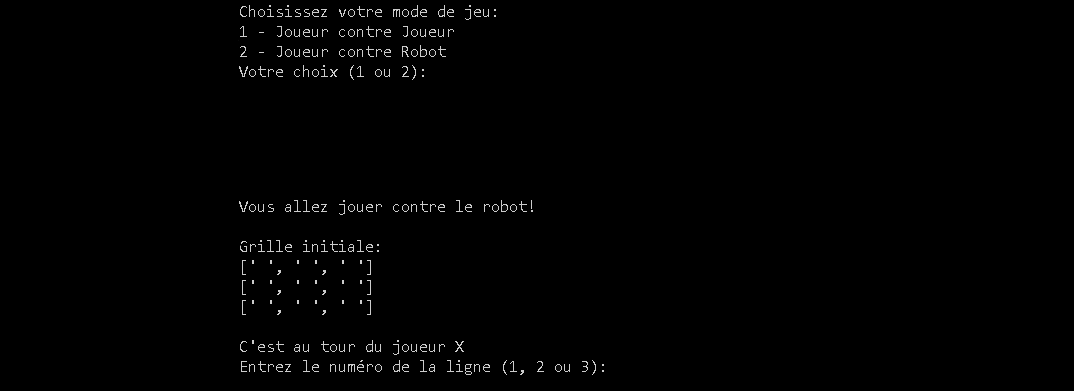 Choisissez votre mode de jeu:
1 - Joueur contre Joueur
2 - Joueur contre Robot
Votre choix (1 ou 2):
Vous allez jouer contre le robot!
Grille initiale:
[' ', ' ', ' ']
[' ', ' ', ' ']
[' ', ' ', ' ']
C'est au tour du joueur X
Entrez le numéro de la ligne (1, 2 ou 3):